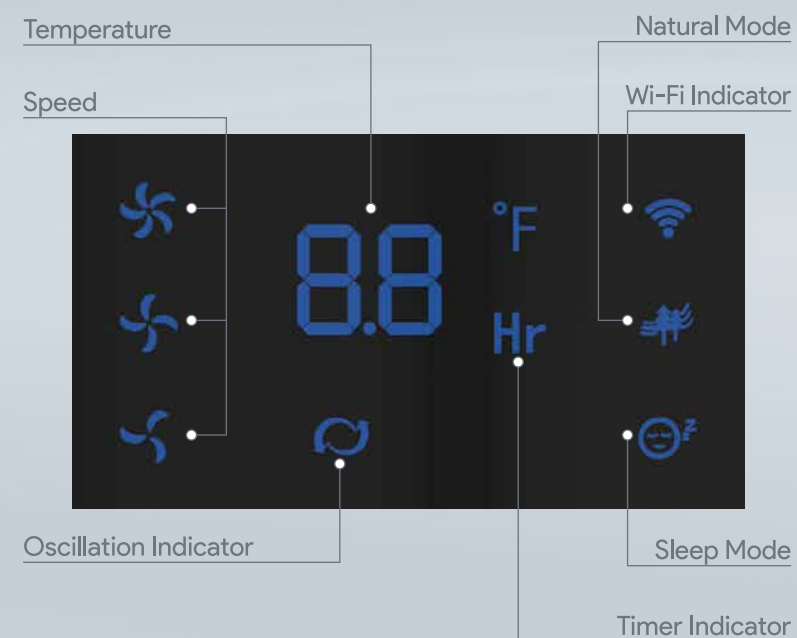 Temperature
Natural Mode
Speed
Wi-Fi Indicator
8.8
°F
Hr
z
Oscillation Indicator
Sleep Mode
Timer Indicator